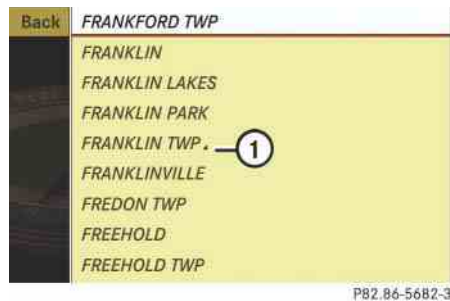 Back FRANKFORD TWP
FRANKLIN
FRANKLIN LAKES
FRANKLIN PARK
FRANKLIN TWP. 1
FRANKLINVILLE
FREDON TWP
FREEHOLD
FREEHOLD TWP
P82.86-5682-3